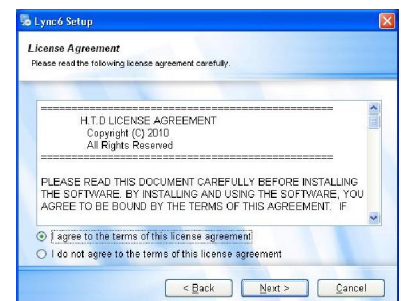 Lync6 Setup
License Agreement
Please read the following license agreement carefully.
==================================================
H.T.D LICENSE AGREEMENT
Copyright (C) 2010
All Rights Reserved
==================================================
PLEASE READ THIS DOCUMENT CAREFULLY BEFORE INSTALLING
THE SOFTWARE. BY INSTALLING AND USING THE SOFTWARE, YOU
AGREE TO BE BOUND BY THE TERMS OF THIS AGREEMENT. IF
I agree to the terms of this license agreement
I do not agree to the terms of this license agreement
< Back
Next >
Cancel